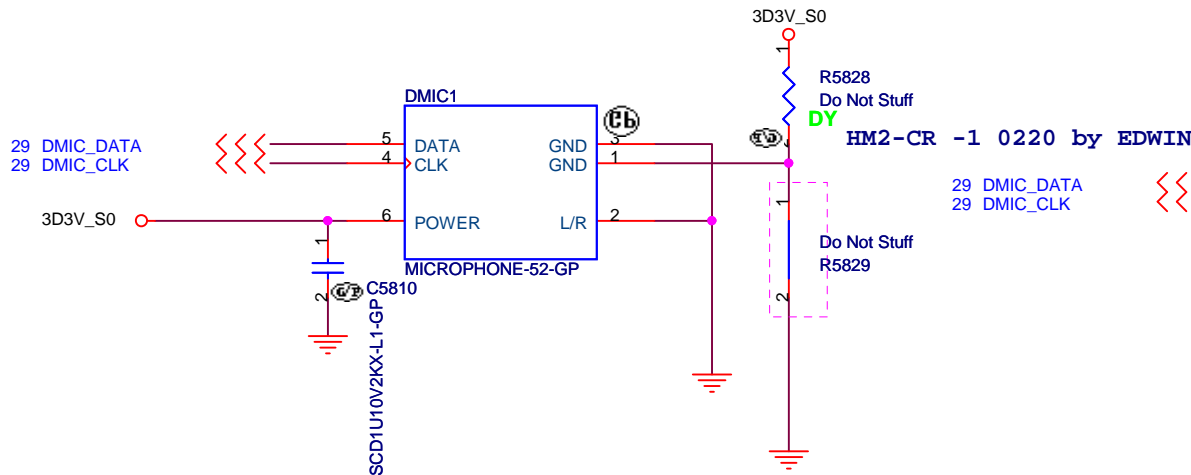 3D3V_S0
1
R5828
Do Not Stuff
DMIC1
DY
HM2-CR -1 0220 by EDWIN
29 DMIC_DATA
5
DATA
GND
3
29 DMIC_CLK
4
CLK
GND
1
29 DMIC_DATA
29 DMIC_CLK
3D3V_S0
6
POWER
L/R
2
1
1
Do Not Stuff
R5829
MICROPHONE-52-GP
2
C5810
2
SCD1U10V2KX-L1-GP